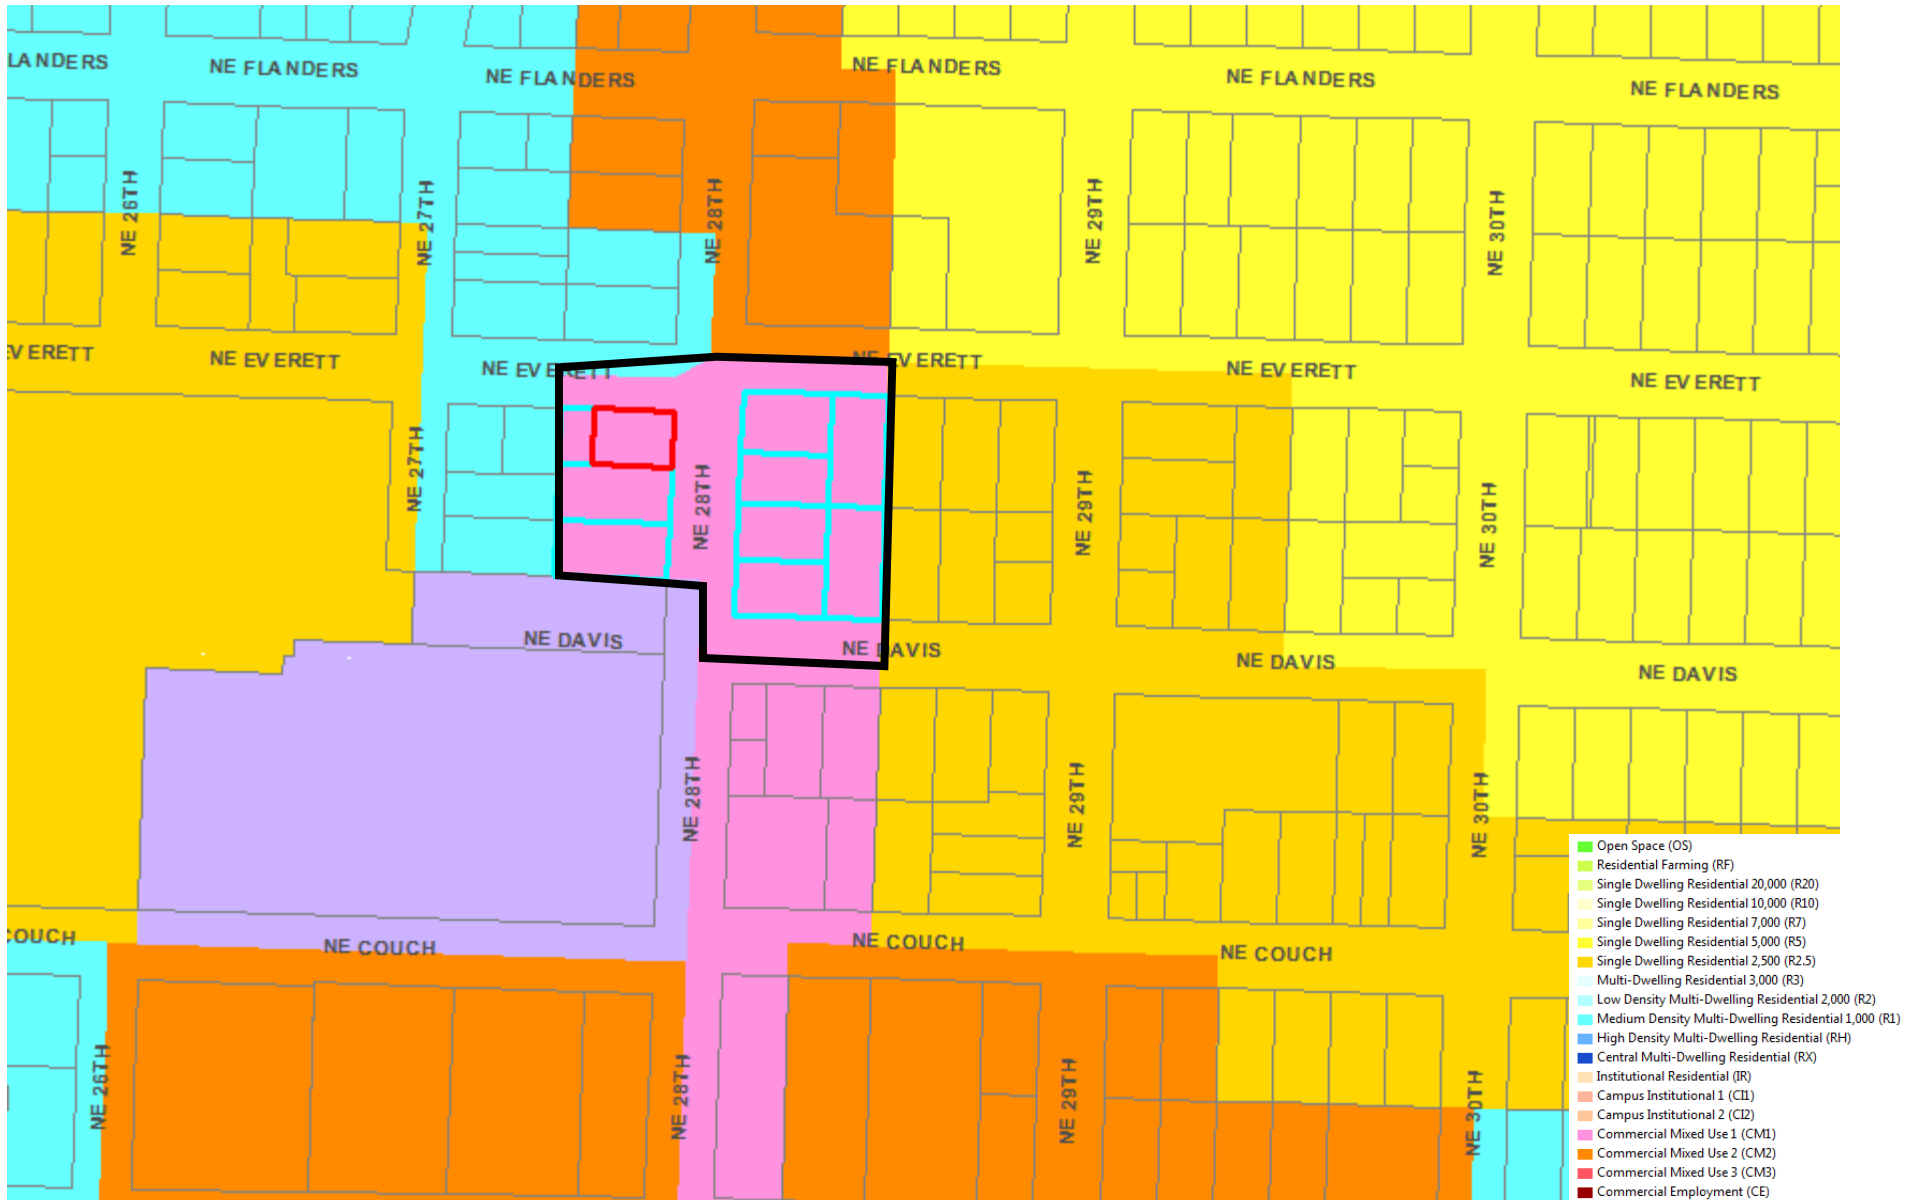 LANDERS
NE FLANDERS
NE FLANDERS
NE FLANDERS
NE FLANDERS
NE FLANDERS
NE 26TH
NE 27TH
NE 28TH
NE 29TH
NE 30TH
EVERETT
NE EVERETT
NE EVERETT
NE EVERETT
NE EVERETT
NE EVERETT
NE 27TH
NE 28TH
NE 29TH
NE 30TH
NE DAVIS
NE DAVIS
NE DAVIS
NE DAVIS
NE 28TH
NE 29TH
NE 30TH
COUCH
NE COUCH
NE COUCH
NE COUCH
NE 26TH
NE 28TH
NE 29TH
NE 30TH
Open Space (OS)
Residential Farming (RF)
Single Dwelling Residential 20,000 (R20)
Single Dwelling Residential 10,000 (R10)
Single Dwelling Residential 7,000 (R7)
Single Dwelling Residential 5,000 (R5)
Single Dwelling Residential 2,500 (R2.5)
Multi-Dwelling Residential 3,000 (R3)
Low Density Multi-Dwelling Residential 2,000 (R2)
Medium Density Multi-Dwelling Residential 1,000 (R1)
High Density Multi-Dwelling Residential (RH)
Central Multi-Dwelling Residential (RX)
Institutional Residential (IR)
Campus Institutional 1 (CI1)
Campus Institutional 2 (CI2)
Commercial Mixed Use 1 (CM1)
Commercial Mixed Use 2 (CM2)
Commercial Mixed Use 3 (CM3)
Commercial Employment (CE)